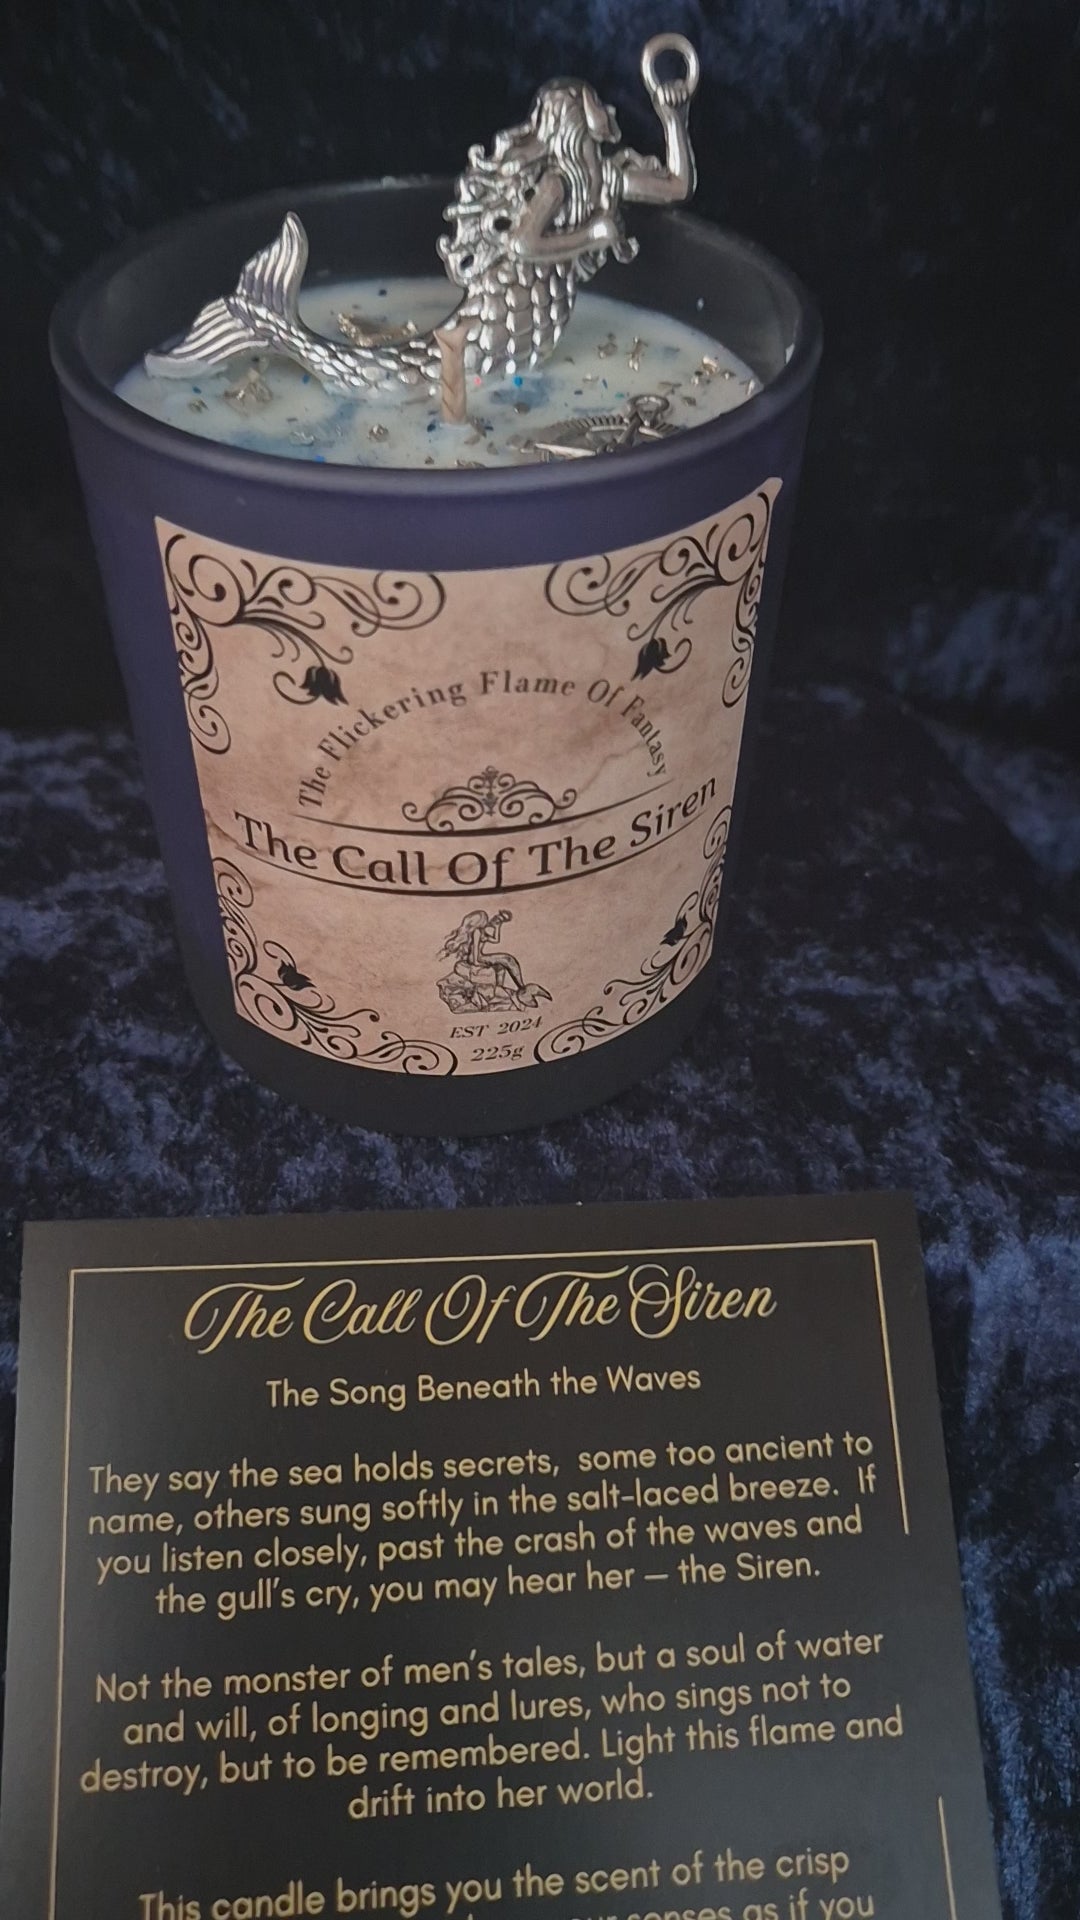 The Flickering Flame Of Fantasy
The Call Of The Siren
EST 2024
225g
The Call Of The Siren
The Song Beneath the Waves
They say the sea holds secrets, some too ancient to
name, others sung softly in the salt-laced breeze. If
you listen closely, past the crash of the waves and
the gull's cry, you may hear her – the Siren.
Not the monster of men's tales, but a soul of water
and will, of longing and lures, who sings not to
destroy, but to be remembered. Light this flame and
drift into her world.
This candle brings you the scent of the crisp
senses as if you